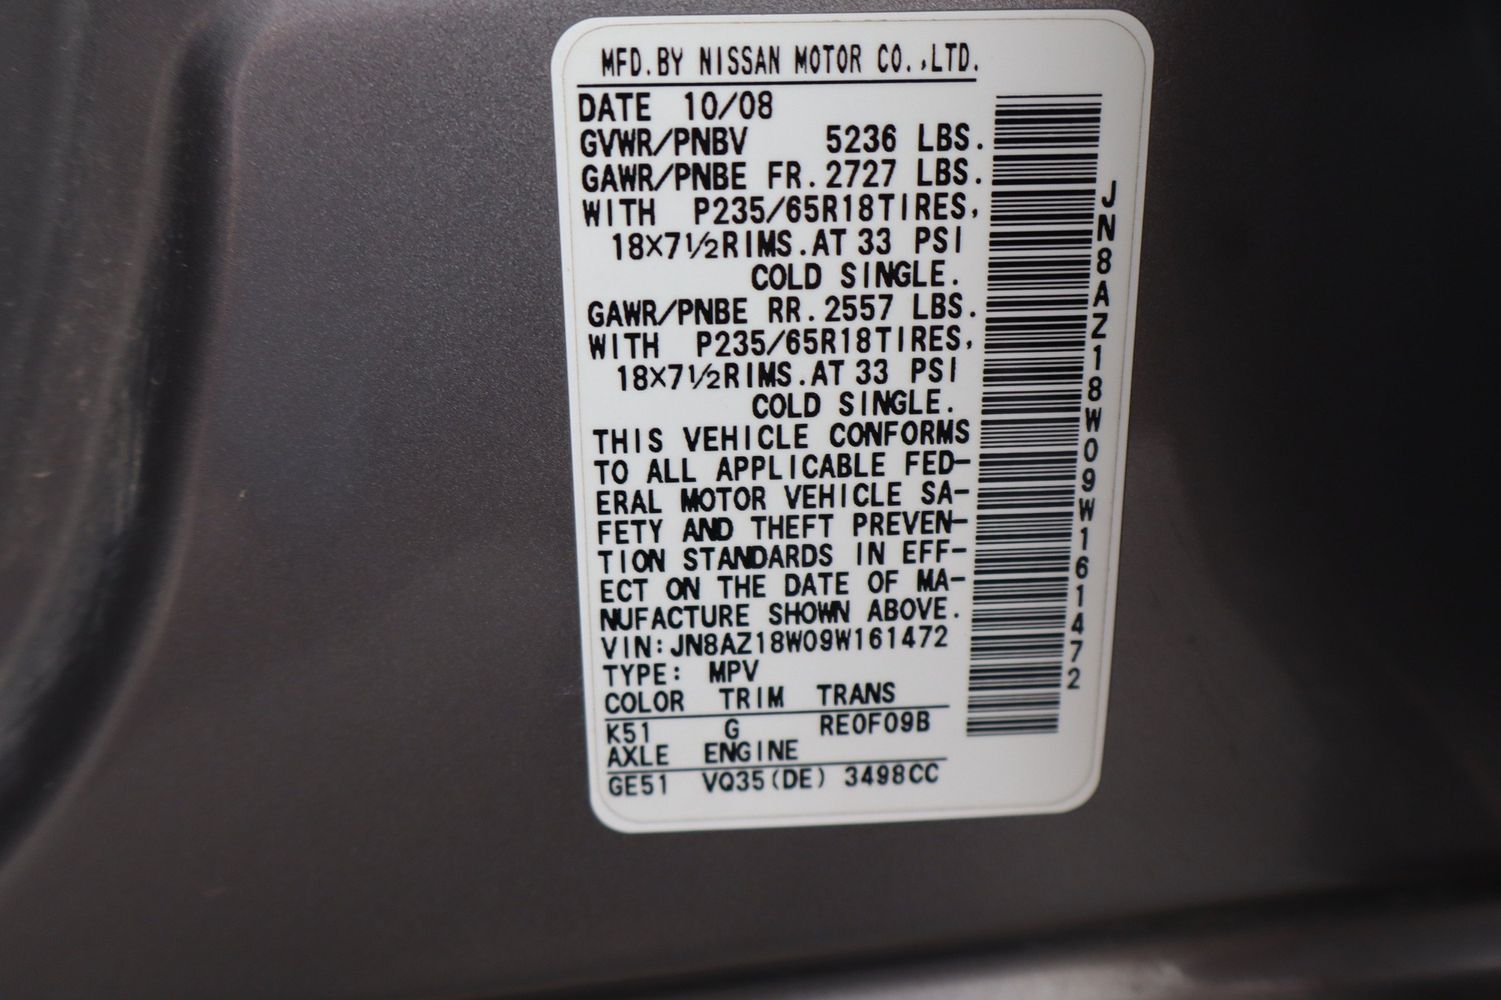 MFD.BY NISSAN MOTOR CO.,LTD.
DATE 10/08
GVWR/PNBV 5236 LBS.
GAWR/PNBE FR.2727 LBS.
WITH P235/65R18TIRES,
18×7½RIMS.AT 33 PSI
COLD SINGLE.
GAWR/PNBE RR.2557 LBS.
WITH P235/65R18TIRES,
18×7½RIMS.AT 33 PSI
COLD SINGLE.
THIS VEHICLE CONFORMS
TO ALL APPLICABLE FED-
ERAL MOTOR VEHICLE SA-
FETY AND THEFT PREVEN-
TION STANDARDS IN EFF-
ECT ON THE DATE OF MA-
NUFACTURE SHOWN ABOVE.
VIN:JN8AZ18W09W161472
TYPE: MPV
COLOR TRIM TRANS
K51 G RE0F09B
AXLE ENGINE
GE51 VQ35(DE) 3498CC
JN8AZ18W09W161472